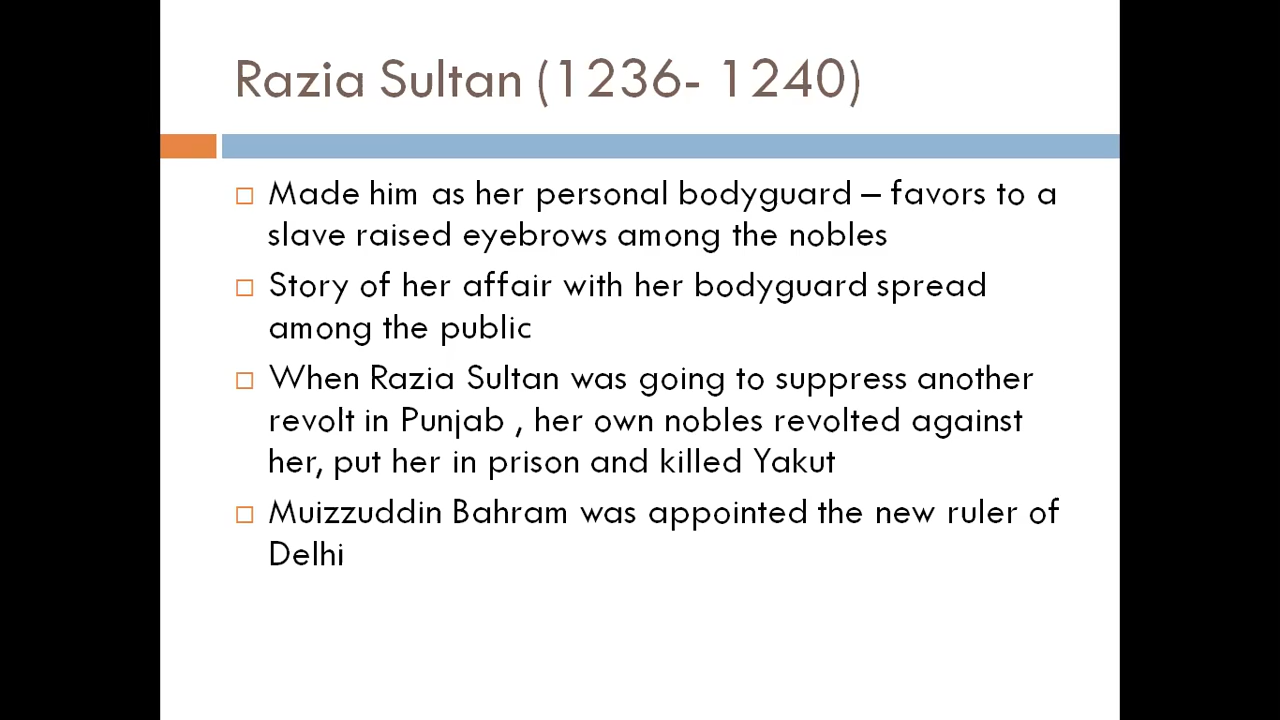 Razia Sultan (1236- 1240)
Made him as her personal bodyguard – favors to a
slave raised eyebrows among the nobles
Story of her affair with her bodyguard spread
among the public
When Razia Sultan was going to suppress another
revolt in Punjab , her own nobles revolted against
her, put her in prison and killed Yakut
Muizzuddin Bahram was appointed the new ruler of
Delhi